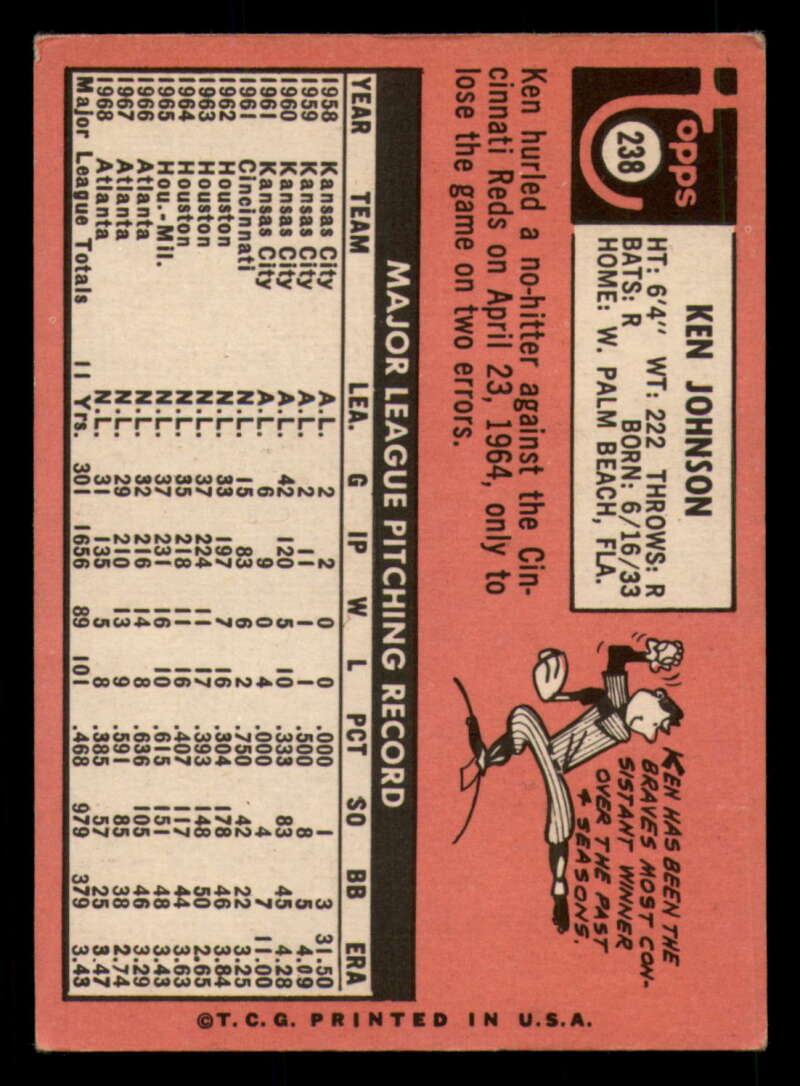 Topps
238
KEN JOHNSON
HT: 6'4" WT: 222 THROWS: R
BATS: R BORN: 6/16/33
HOME: W. PALM BEACH, FLA.
Ken hurled a no-hitter against the Cin-
cinnati Reds on April 23, 1964, only to
lose the game on two errors.
KEN HAS BEEN THE
BRAVES MOST CON-
SISTANT WINNER
OVER THE PAST
4 SEASONS.
MAJOR LEAGUE PITCHING RECORD
YEAR TEAM LEA. G IP W L PCT SO BB ERA
1958 Kansas City A.L. 2 2 0 0 .000 1 3 31.50
1959 Kansas City A.L. 2 11 1 1 .500 8 5 4.09
1960 Kansas City A.L. 42 120 5 10 .333 83 45 4.28
1961 Kansas City A.L. 6 9 0 4 .000 4 7 11.00
1961 Cincinnati N.L. 15 83 6 2 .750 42 22 3.25
1962 Houston N.L. 33 197 7 16 .304 178 46 3.84
1963 Houston N.L. 37 224 11 17 .393 148 50 2.65
1964 Houston N.L. 35 218 11 16 .407 117 44 3.63
1965 Hou.-Mil. N.L. 37 231 16 10 .615 151 48 3.43
1966 Atlanta N.L. 32 216 14 8 .636 105 46 3.29
1967 Atlanta N.L. 29 210 13 9 .591 85 38 2.74
1968 Atlanta N.L. 31 135 5 8 .385 57 25 3.47
Major League Totals 11 Yrs. 301 1656 89 101 .468 979 379 3.43
©T.C.G. PRINTED IN U.S.A.